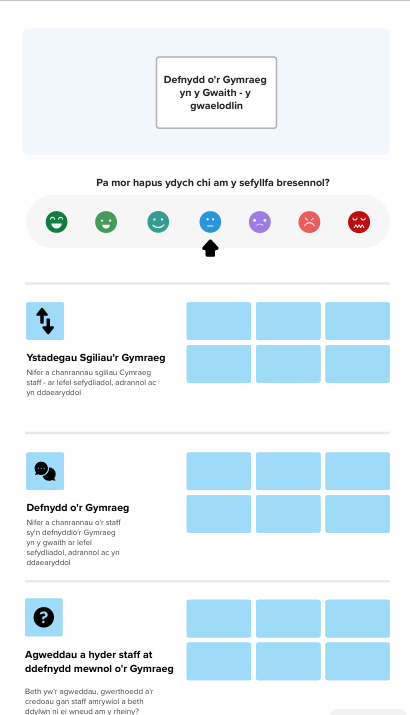 Defnydd o'r Gymraeg
yn y Gwaith - y
gwaelodlin
Pa mor hapus ydych chi am y sefyllfa bresennol?
Ystadegau Sgiliau'r Gymraeg
Nifer a chanrannau sgiliau Cymraeg
staff - ar lefel sefydliadol, adrannol ac
yn ddaearyddol
Defnydd o'r Gymraeg
Nifer a chanrannau o'r staff
sy'n defnyddio'r Gymraeg
yn y gwaith ar lefel
sefydliadol, adrannol ac yn
ddaearyddol
Agweddau a hyder staff at
ddefnydd mewnol o'r Gymraeg
Beth yw'r agweddau, gwerthoedd a'r
credoau gan staff amrywiol a beth
ddylwn ni ei wneud am y rheiny?